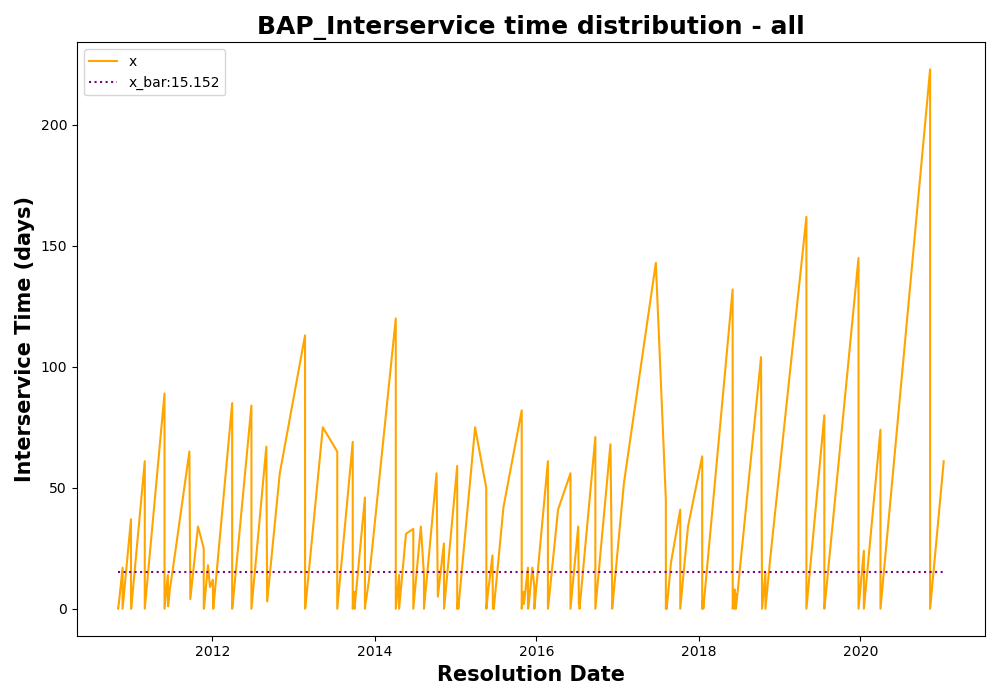 BAP_Interservice time distribution - all
x
x_bar:15.152
Interservice Time (days)
200
150
100
50
0
2012 2014 2016 2018 2020
Resolution Date